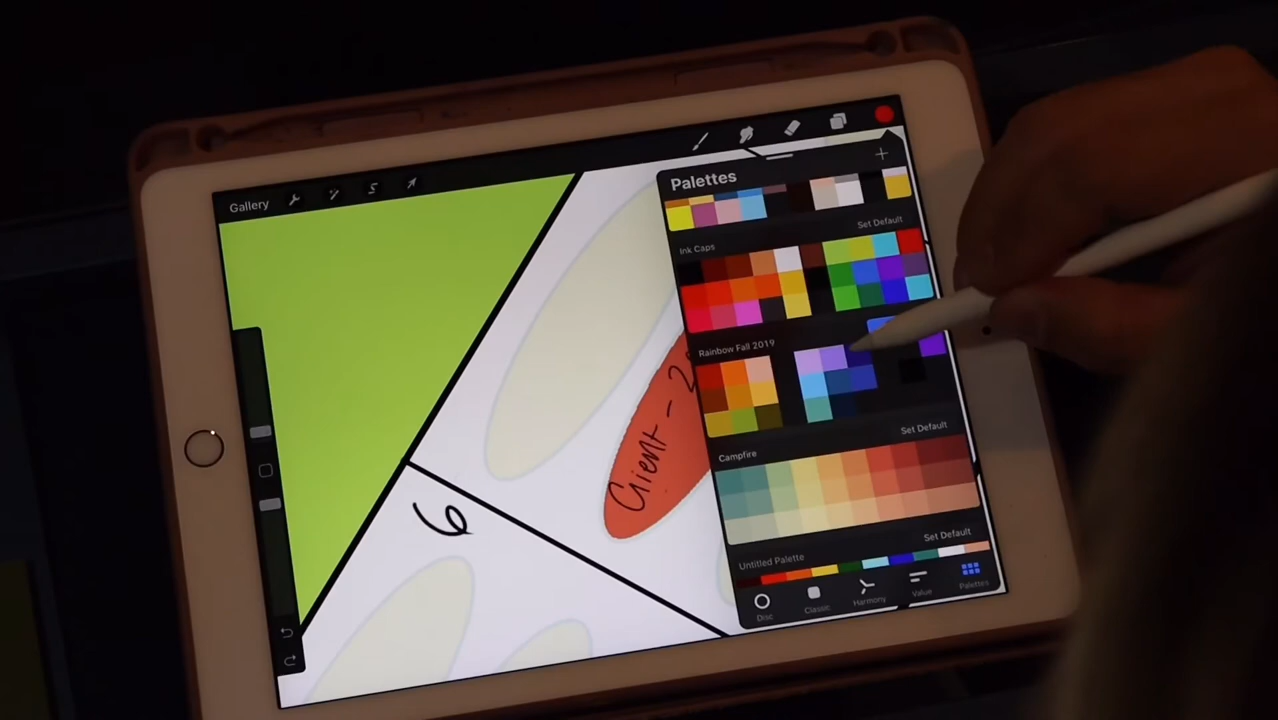 Gallery
Palettes
Set Default
Ink Caps
Rainbow Fall 2019
Set Default
Campfire
Set Default
Untitled Palette
Disc
Classic
Harmony
Value
Palettes
Client - 2
6